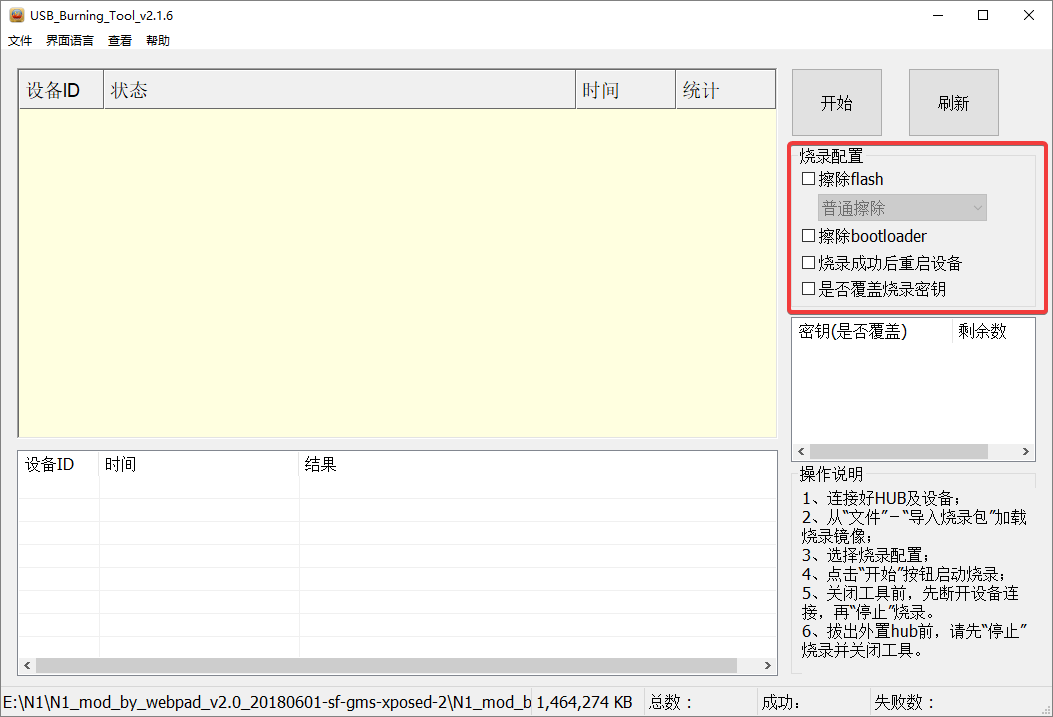 USB_Burning_Tool_v2.1.6
文件 界面语言 查看 帮助
设备ID 状态 时间 统计
开始 刷新
烧录配置
擦除flash
普通擦除
擦除bootloader
烧录成功后重启设备
是否覆盖烧录密钥
密钥(是否覆盖) 剩余数
设备ID 时间 结果
操作说明
1、连接好HUB及设备；
2、从“文件”－“导入烧录包”加载
烧录镜像；
3、选择烧录配置；
4、点击“开始”按钮启动烧录；
5、关闭工具前，先断开设备连
接，再“停止”烧录。
6、拔出外置hub前，请先“停止”
烧录并关闭工具。
E:\N1\N1_mod_by_webpad_v2.0_20180601-sf-gms-xposed-2\N1_mod_b 1,464,274 KB 总数： 成功： 失败数：